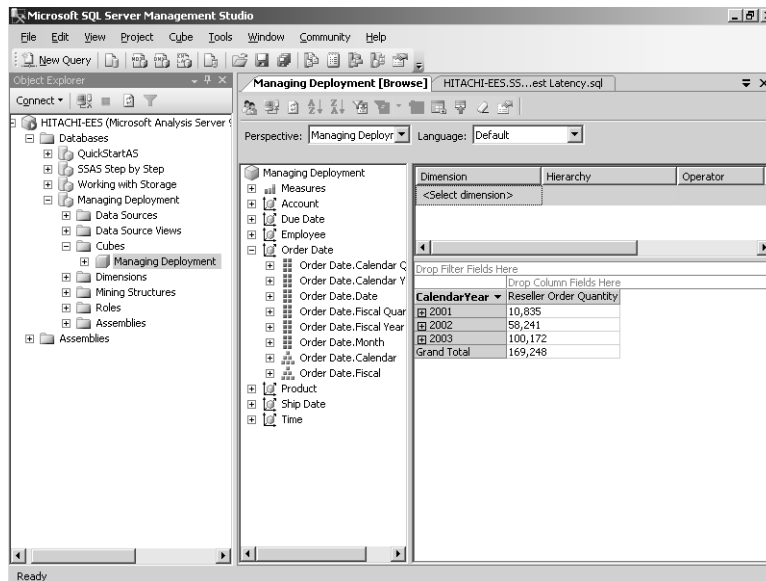 Microsoft SQL Server Management Studio
File Edit View Project Cube Tools Window Community Help
New Query
Object Explorer
Connect
HITACHI-EES (Microsoft Analysis Server 9
Databases
QuickStartAS
SSAS Step by Step
Working with Storage
Managing Deployment
Data Sources
Data Source Views
Cubes
Managing Deployment
Dimensions
Mining Structures
Roles
Assemblies
Assemblies
Managing Deployment [Browse] HITACHI-EES.SS...est Latency.sql
Perspective: Managing Deployr Language: Default
Managing Deployment
Measures
Account
Due Date
Employee
Order Date
Order Date.Calendar Q
Order Date.Calendar Y
Order Date.Date
Order Date.Fiscal Quar
Order Date.Fiscal Year
Order Date.Month
Order Date.Calendar
Order Date.Fiscal
Product
Ship Date
Time
Dimension Hierarchy Operator
<Select dimension>
Drop Filter Fields Here
Drop Column Fields Here
CalendarYear Reseller Order Quantity
2001 10,835
2002 58,241
2003 100,172
Grand Total 169,248
Ready